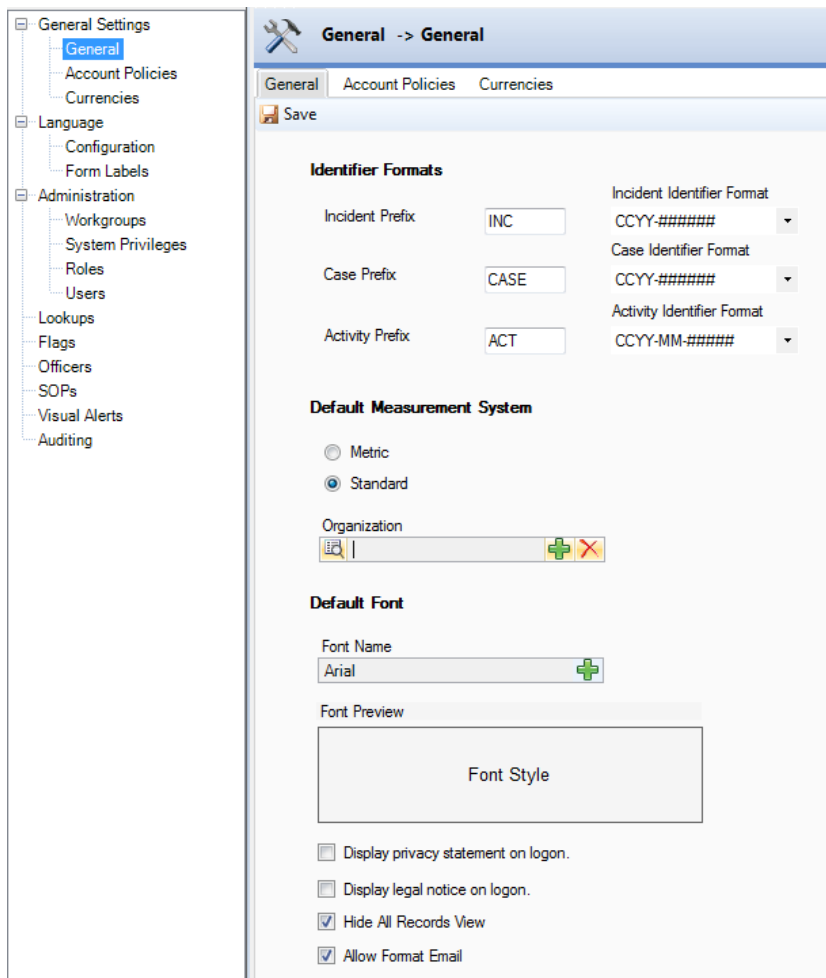 General Settings
General
Account Policies
Currencies
Language
Configuration
Form Labels
Administration
Workgroups
System Privileges
Roles
Users
Lookups
Flags
Officers
SOPs
Visual Alerts
Auditing
General -> General
General Account Policies Currencies
Save
Identifier Formats
Incident Identifier Format
Incident Prefix INC CCYY-######
Case Identifier Format
Case Prefix CASE CCYY-######
Activity Identifier Format
Activity Prefix ACT CCYY-MM-#####
Default Measurement System
Metric
Standard
Organization
Default Font
Font Name
Arial
Font Preview
Font Style
Display privacy statement on logon.
Display legal notice on logon.
Hide All Records View
Allow Format Email